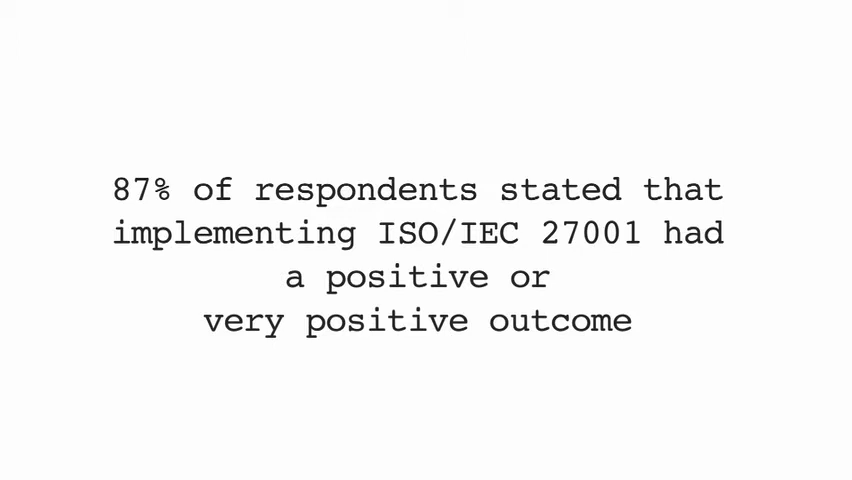 87% of respondents stated that
implementing ISO/IEC 27001 had
a positive or
very positive outcome